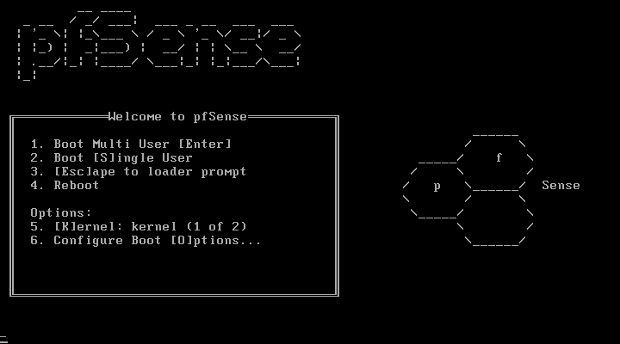 pfSense
Welcome to pfSense
1. Boot Multi User [Enter]
2. Boot [S]ingle User
3. [Esc]ape to loader prompt
4. Reboot
Options:
5. [K]ernel: kernel (1 of 2)
6. Configure Boot [O]ptions...
f
p Sense